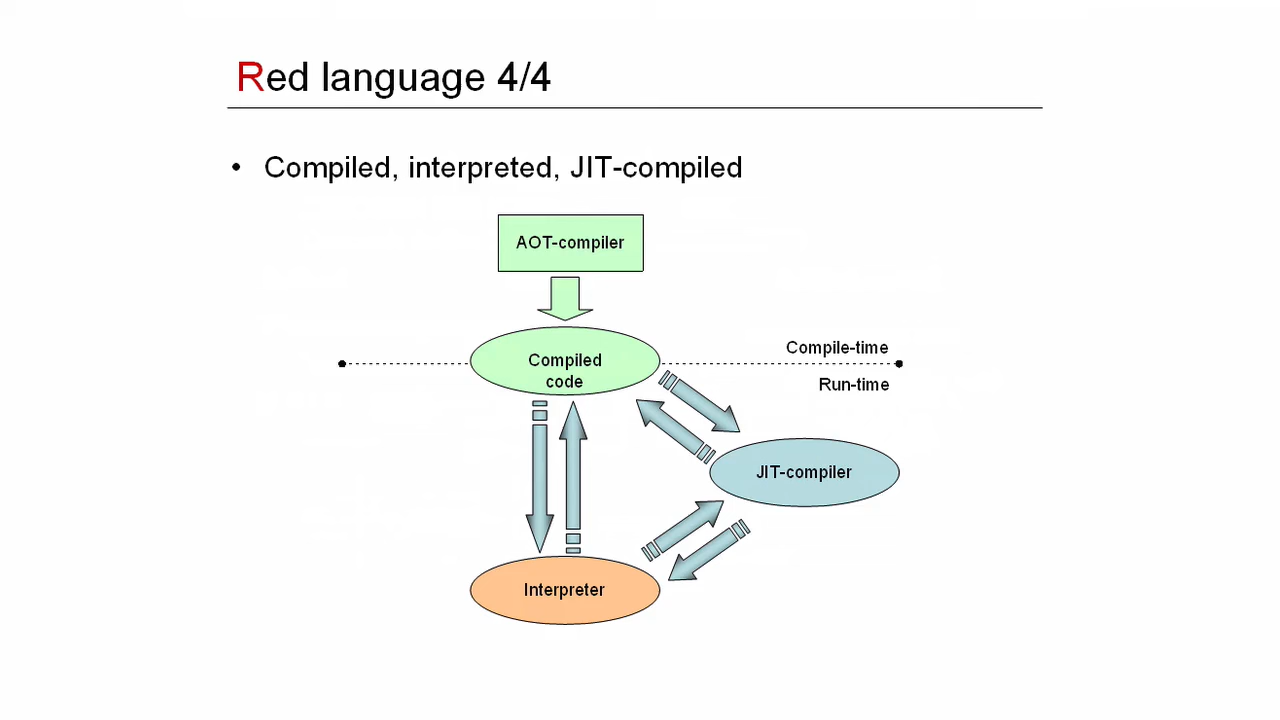 Red language 4/4
• Compiled, interpreted, JIT-compiled
AOT-compiler
Compiled
code
Compile-time
Run-time
JIT-compiler
Interpreter